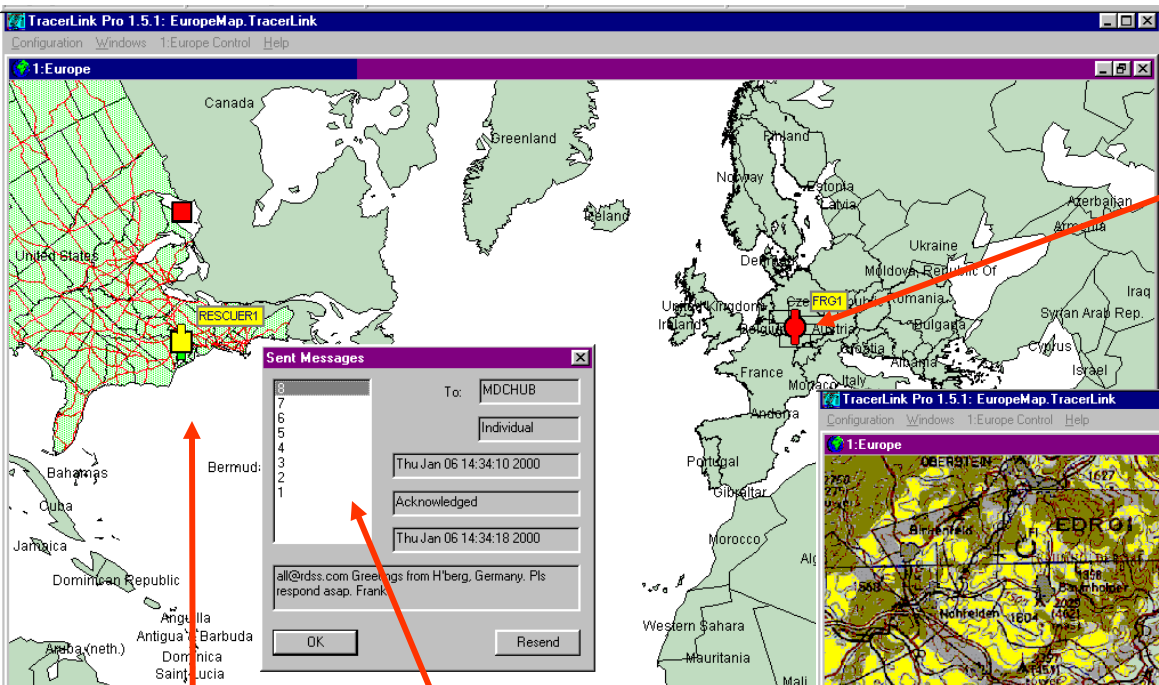 TracerLink Pro 1.5.1: EuropeMap.TracerLink
Configuration Windows 1:Europe Control Help
1:Europe
Canada
Greenland
Finland
Norway
Estonia
Latvia
Iceland
Azerbaijan
Armenia
United States
Ukraine
Moldova, Republic Of
RESCUER1
FRG1
Romania
Iraq
United Kingdom
Syrian Arab Rep.
Ireland
Austria
Bulgaria
Croatia
Cyprus
Albania
Israel
France
Monaco
Italy
Andorra
Portugal
Gibraltar
Morocco
Western Sahara
Mauritania
Mali
Bahamas
Cuba
Jamaica
Dominican Republic
Anguilla
Antigua & Barbuda
Aruba (neth.)
Dominica
Saint Lucia
Sent Messages
8
7
6
5
4
3
2
1
To: MDCHUB
Individual
Thu Jan 06 14:34:10 2000
Acknowledged
Thu Jan 06 14:34:18 2000
all@rdss.com Greetings from H'berg, Germany. Pls
respond asap. Frank
OK
Resend
TracerLink Pro 1.5.1: EuropeMap.TracerLink
Configuration Windows 1:Europe Control Help
1:Europe
OBERSTEIN
1627
Birkenfeld
EDRO
Baumholder
Nohfelden